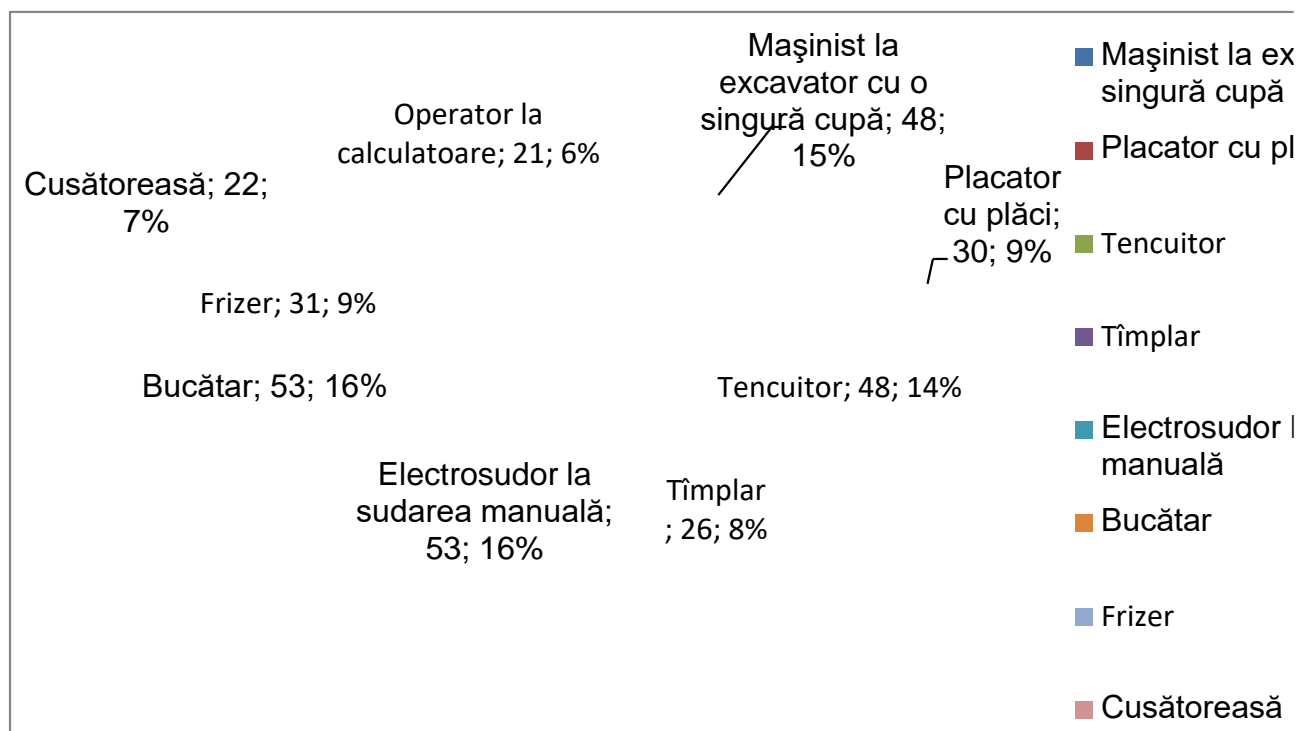 Maşinist la
excavator cu o
singură cupă; 48;
15%
Operator la
calculatoare; 21; 6%
Cusătoreasă; 22;
7%
Placator
cu plăci;
30; 9%
Frizer; 31; 9%
Bucătar; 53; 16%
Tencuitor; 48; 14%
Electrosudor la
sudarea manuală;
53; 16%
Tîmplar
; 26; 8%
Maşinist la ex
singură cupă
Placator cu pl
Tencuitor
Tîmplar
Electrosudor
manuală
Bucătar
Frizer
Cusătoreasă